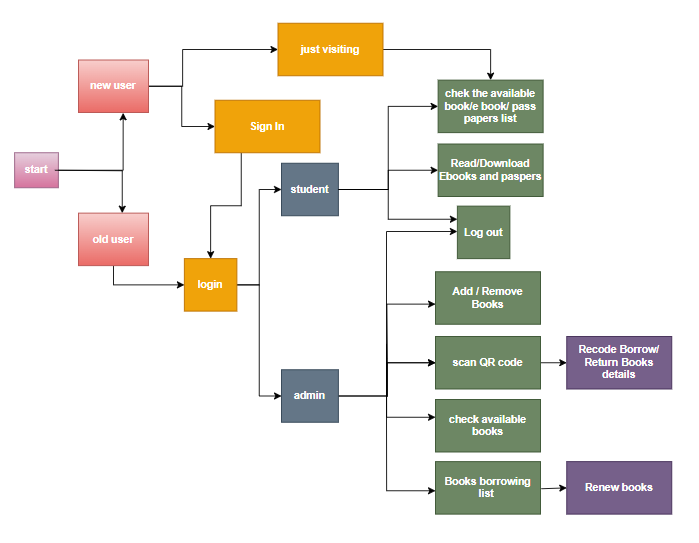 just visiting
new user
chek the available
book/e book/ pass
papers list
Sign In
start
student
Read/Download
Ebooks and paspers
old user
Log out
login
Add / Remove
Books
scan QR code
Recode Borrow/
Return Books
details
admin
check available
books
Books borrowing
list
Renew books